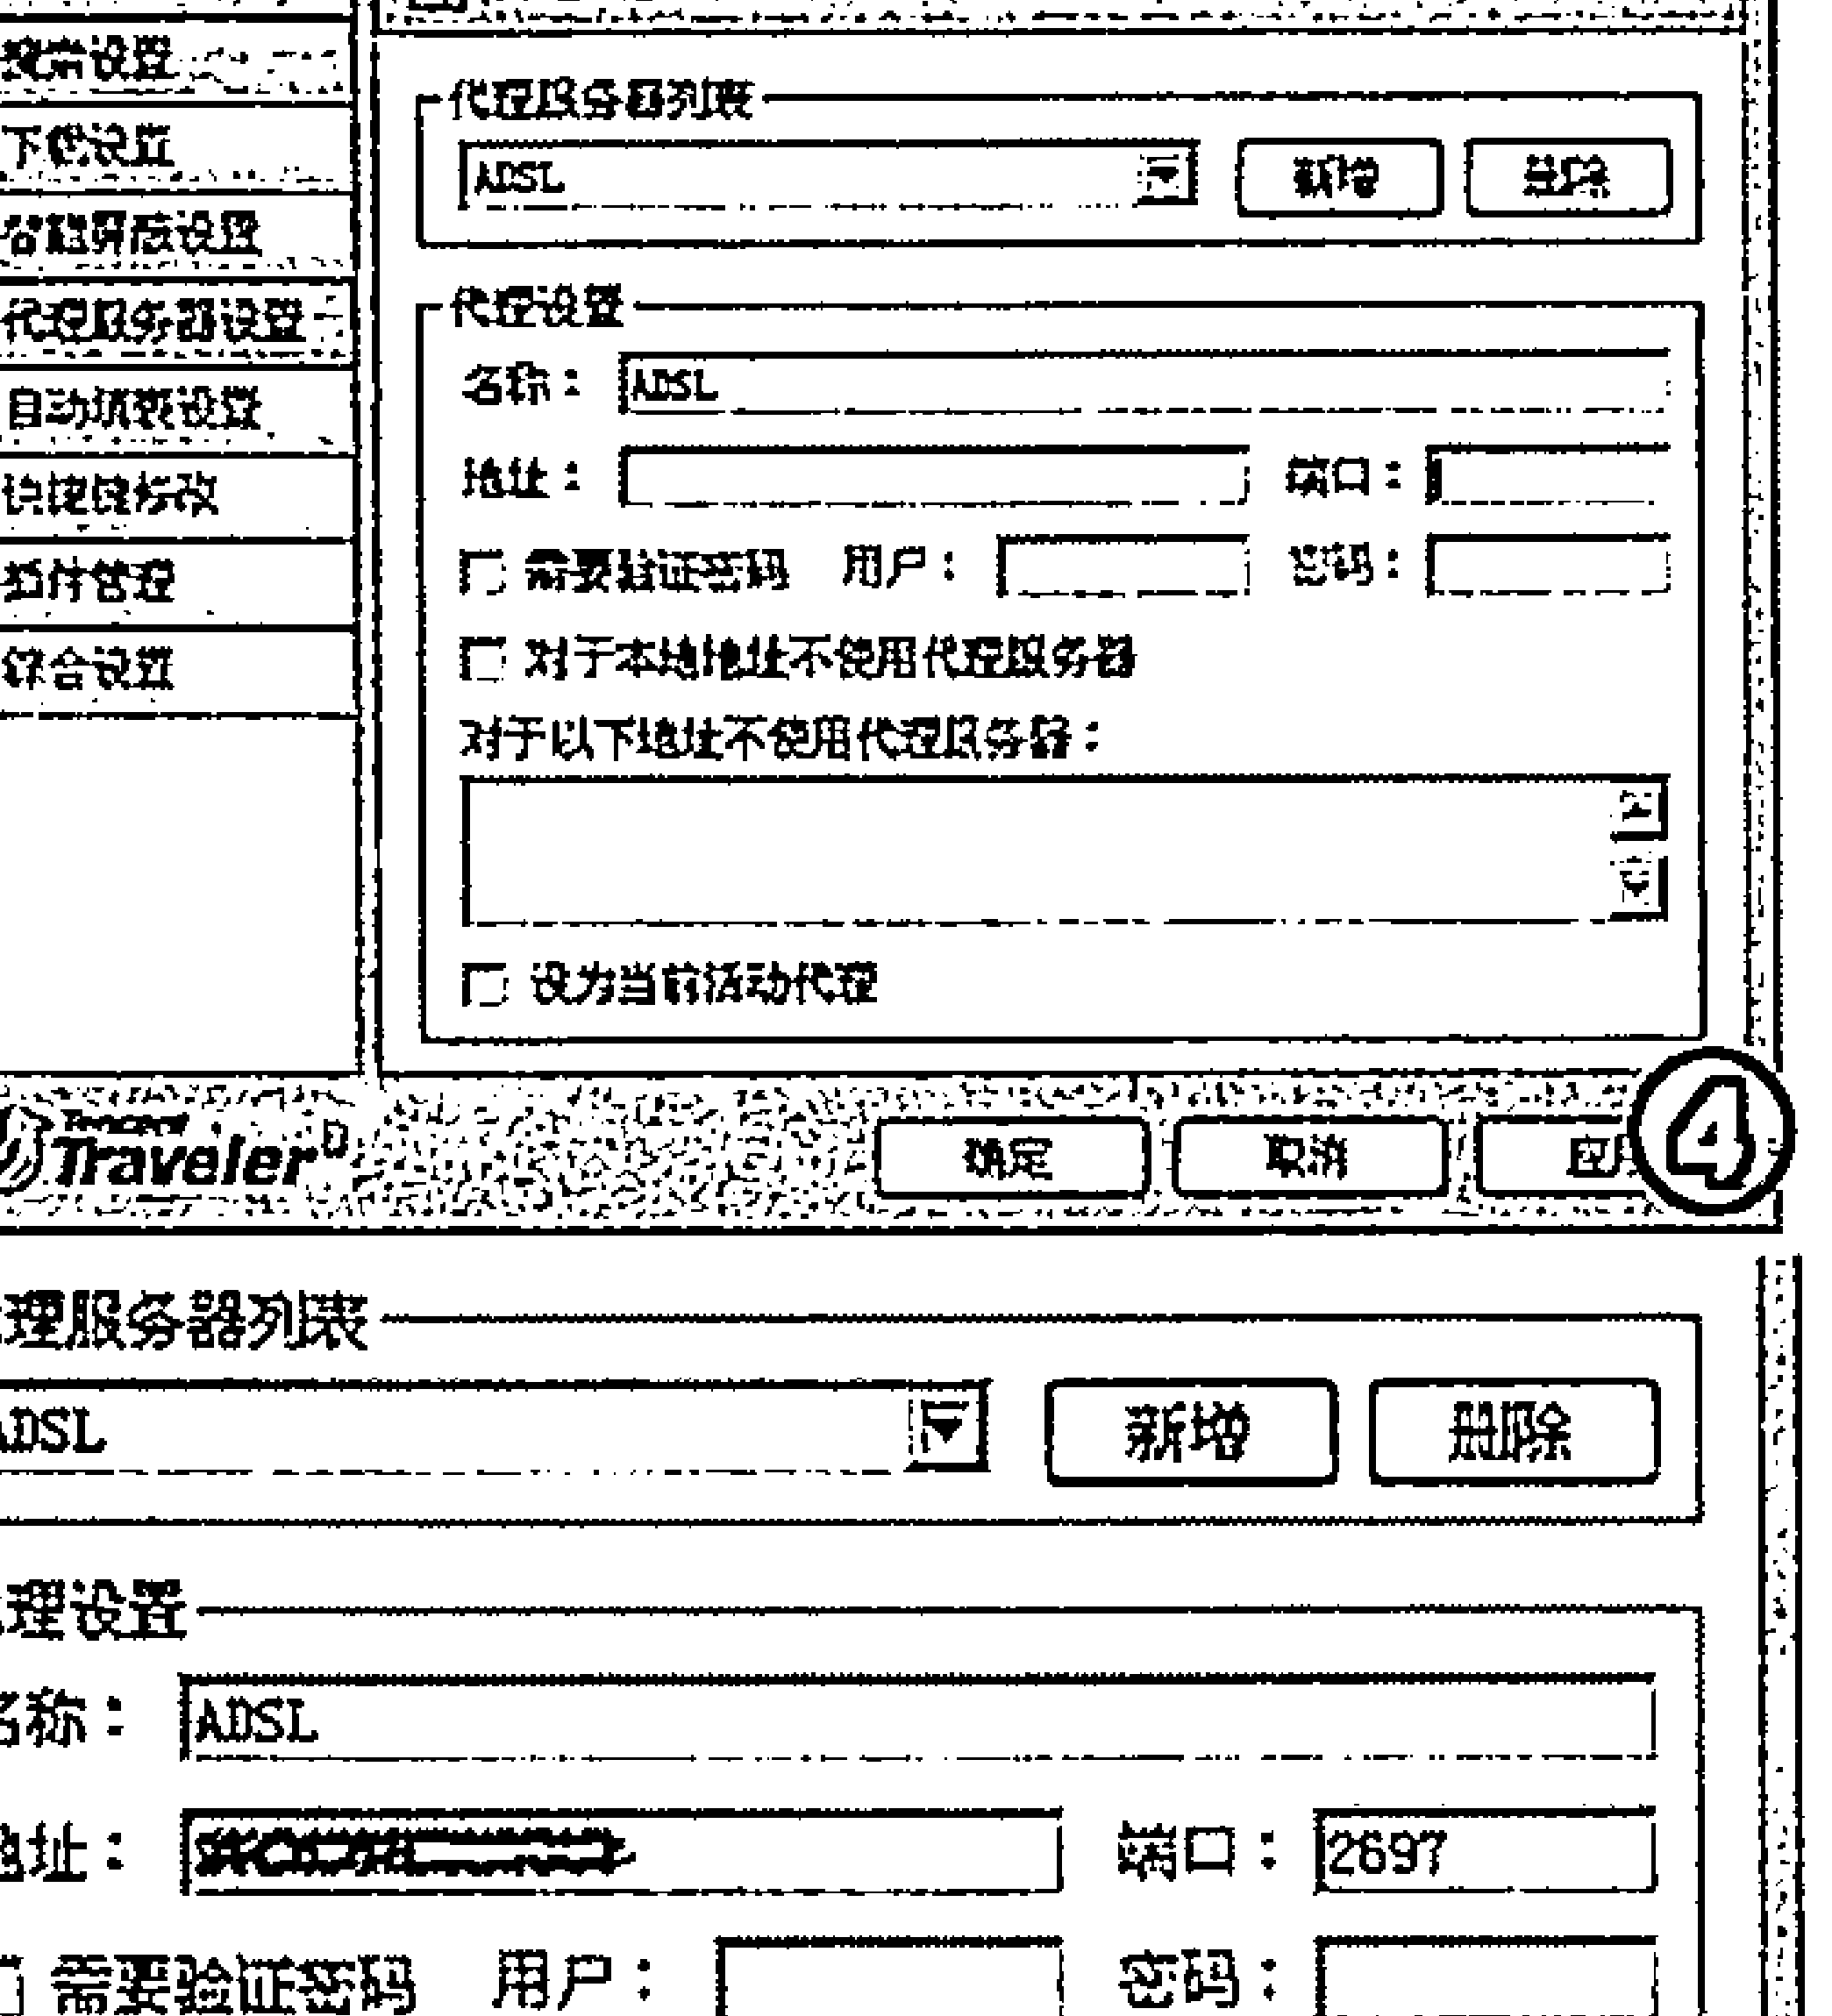 下载设置
智能屏蔽设置
代理服务器设置
自动填表设置
快捷键修改
插件管理
综合设置
代理服务器列表
ADSL 新增 删除
代理设置
名称： ADSL
地址： 端口：
需要验证密码 用户： 密码：
对于本地地址不使用代理服务器
对于以下地址不使用代理服务器：
设为当前活动代理
Tencent
Traveler
确定 取消 应用
④
理服务器列表
ADSL 新增 删除
理设置
名称： ADSL
地址： 端口： 2697
需要验证密码 用户： 密码：